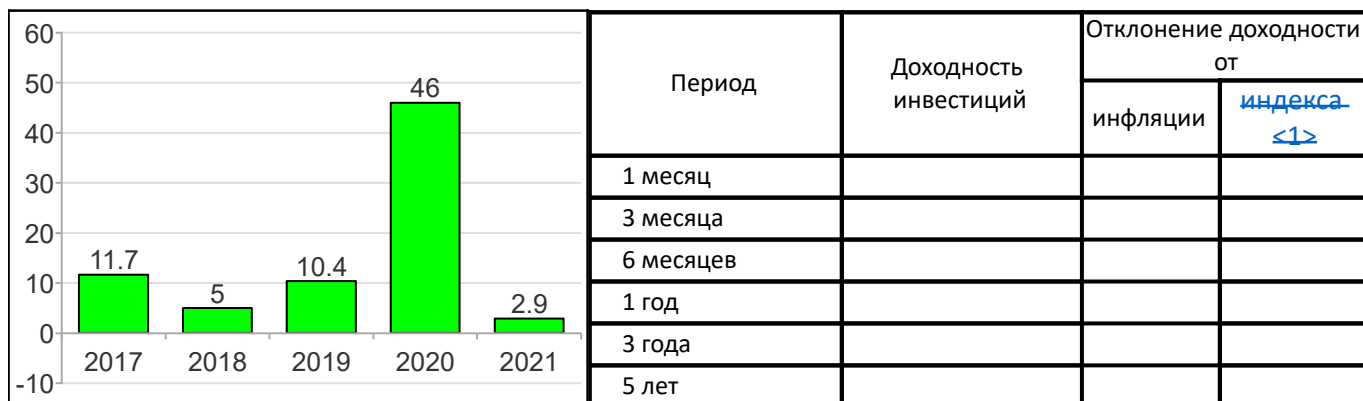 60
50
40
30
20
10
0
-10
11.7
5
10.4
46
2.9
2017 2018 2019 2020 2021
Период
Доходность
инвестиций
Отклонение доходности
от
инфляции
индекса
<1>
1 месяц
3 месяца
6 месяцев
1 год
3 года
5 лет